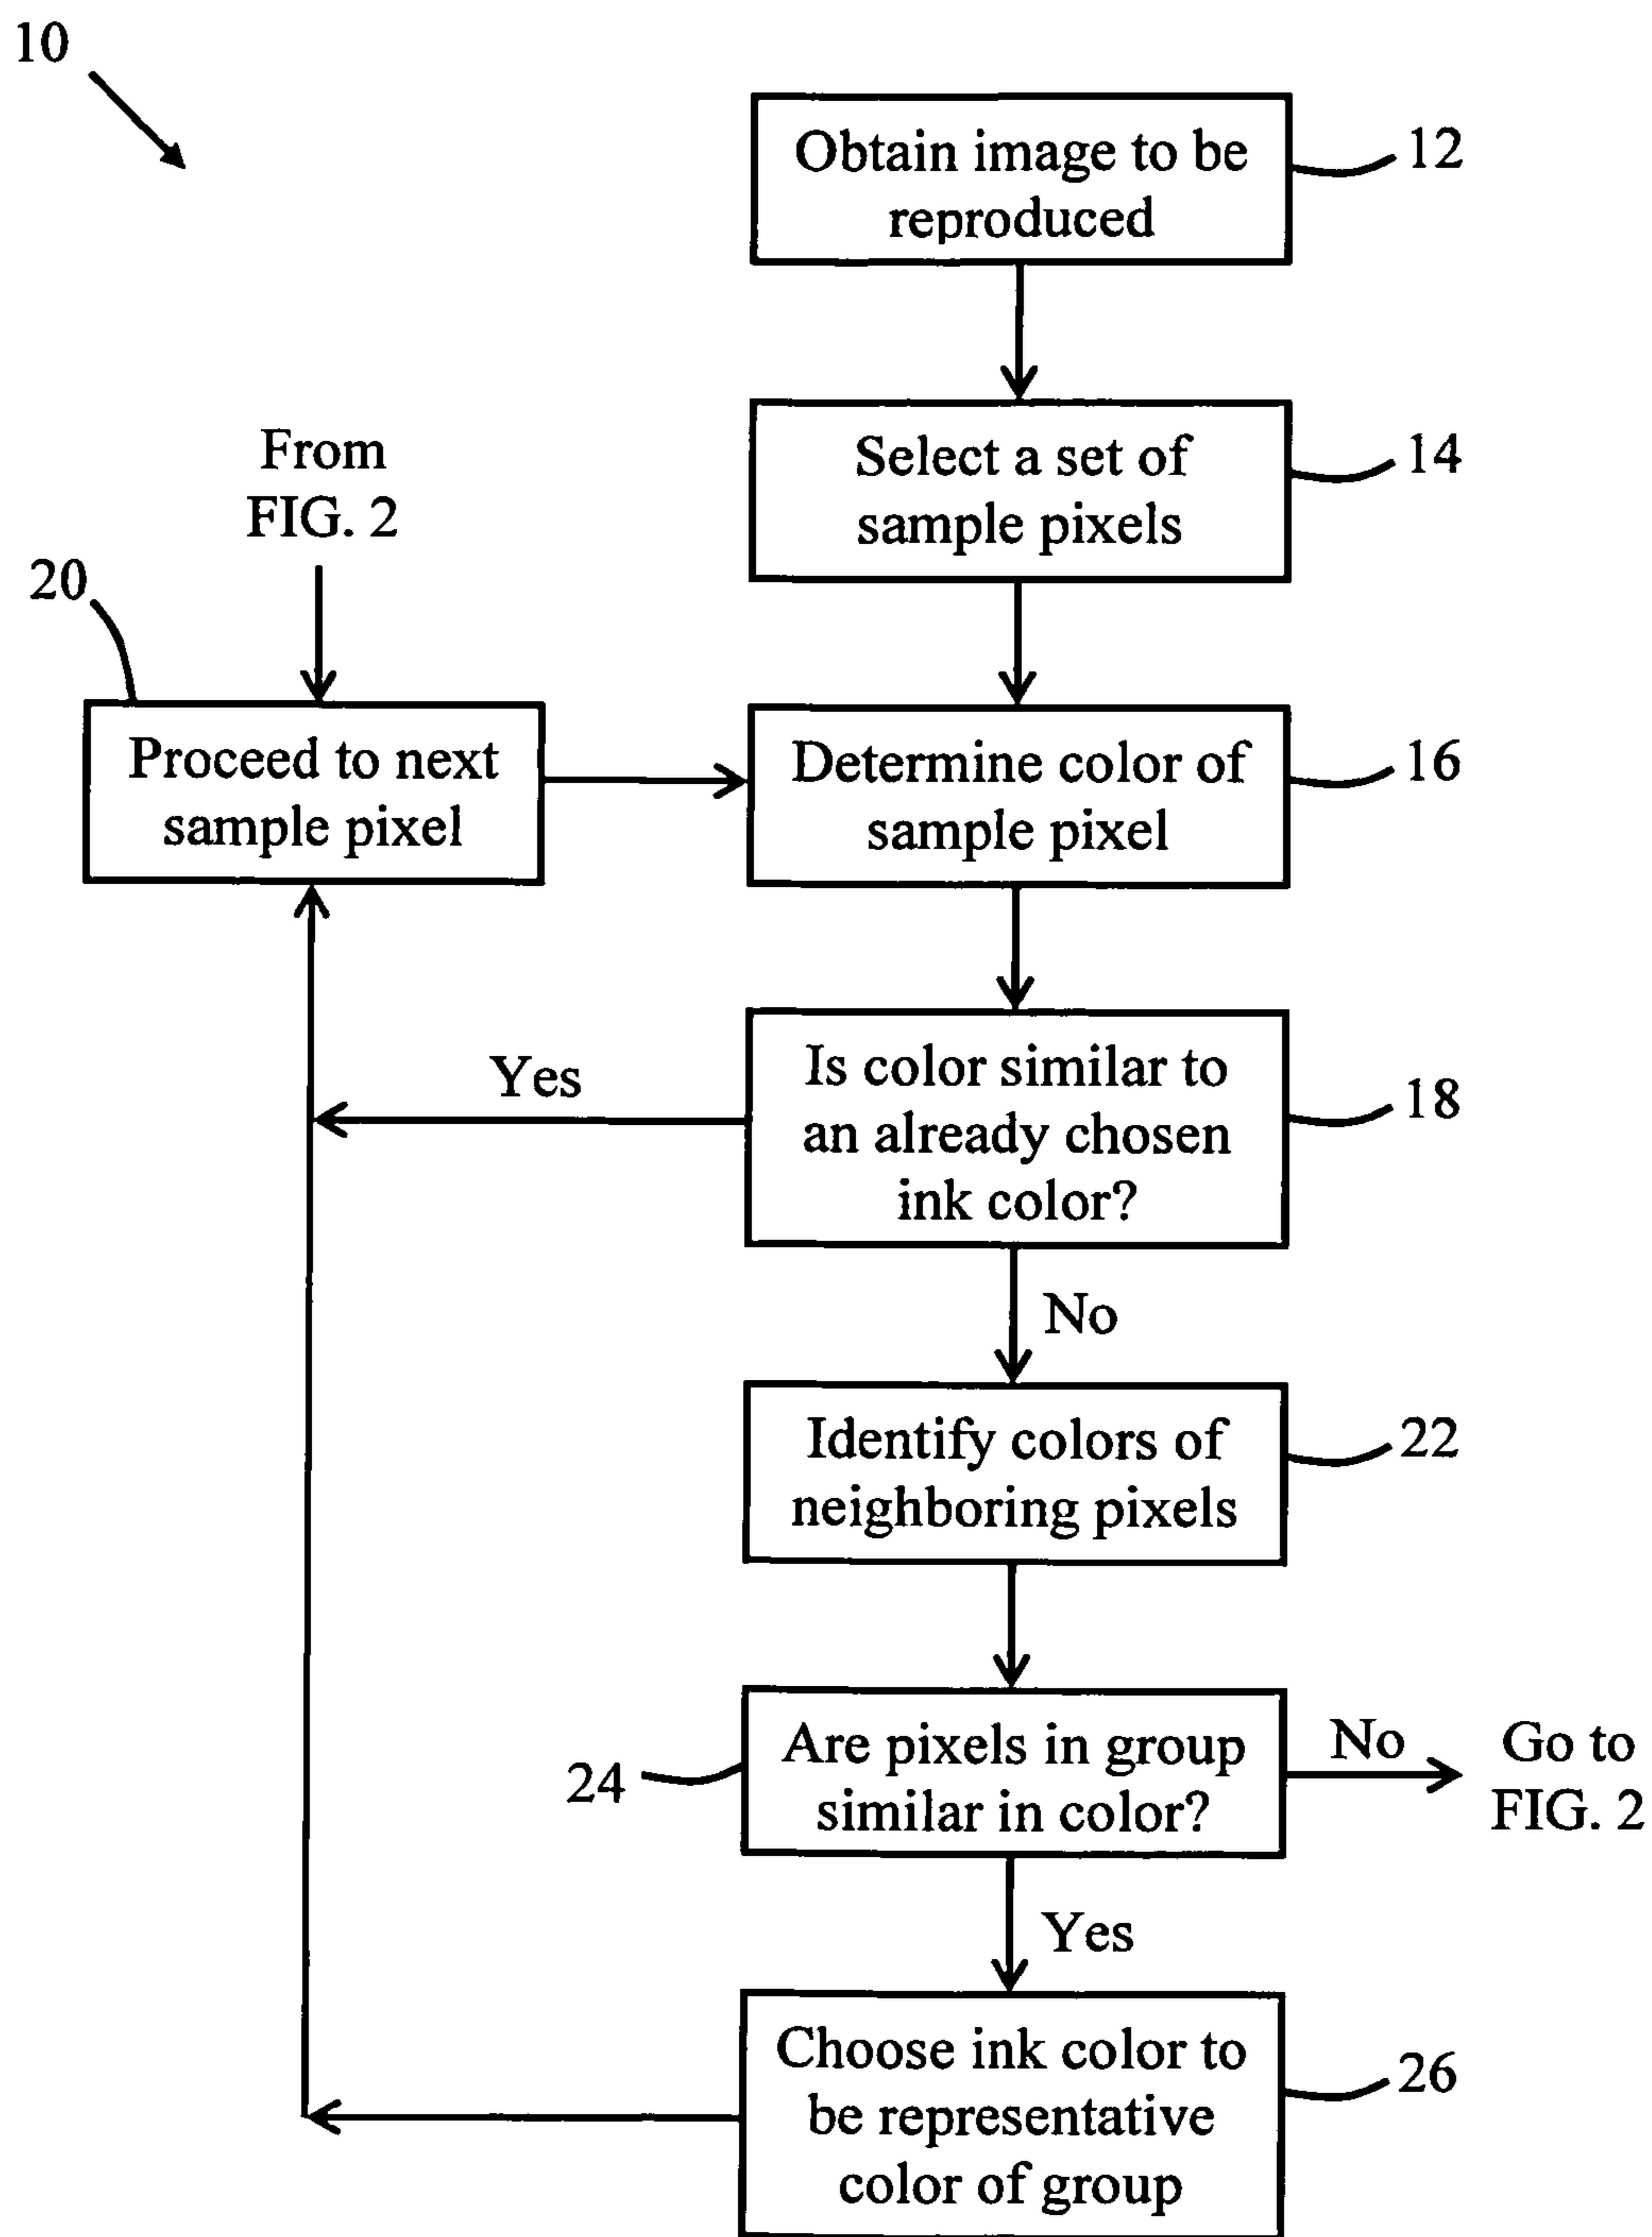 10
Obtain image to be
reproduced
12
Select a set of
sample pixels
14
From
FIG. 2
20
Proceed to next
sample pixel
Determine color of
sample pixel
16
Is color similar to
an already chosen
ink color?
18
Yes
No
Identify colors of
neighboring pixels
22
Are pixels in group
similar in color?
24
No
Go to
FIG. 2
Yes
Choose ink color to
be representative
color of group
26